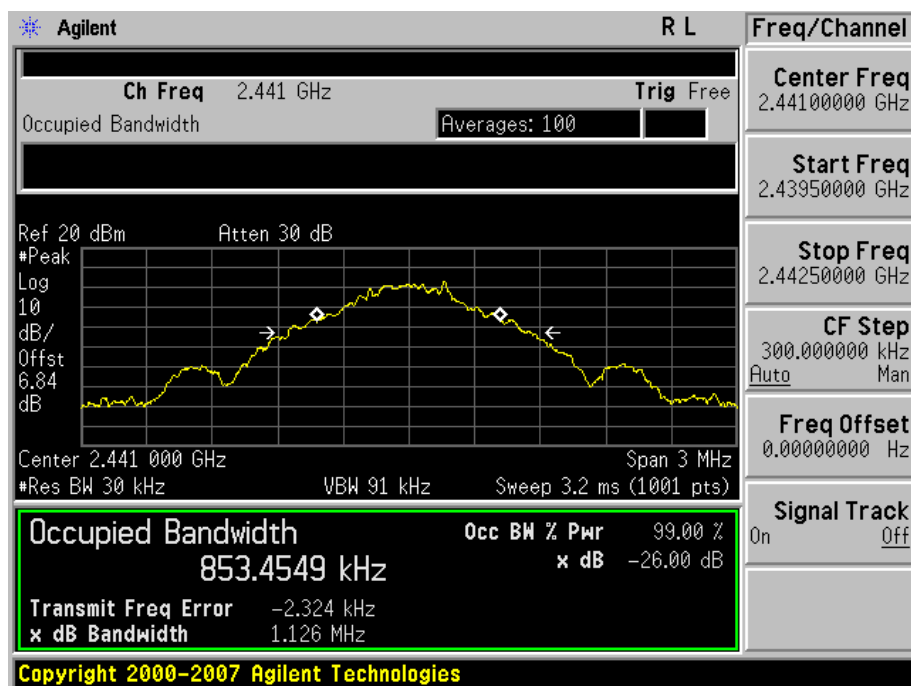 Agilent R L Freq/Channel
Ch Freq 2.441 GHz Trig Free
Occupied Bandwidth Averages: 100
Center Freq
2.44100000 GHz
Start Freq
2.43950000 GHz
Stop Freq
2.44250000 GHz
CF Step
300.000000 kHz
Auto Man
Freq Offset
0.00000000 Hz
Signal Track
On Off
Ref 20 dBm Atten 30 dB
#Peak
Log
10
dB/
Offst
6.84
dB
Center 2.441 000 GHz Span 3 MHz
#Res BW 30 kHz VBW 91 kHz Sweep 3.2 ms (1001 pts)
Occupied Bandwidth Occ BW % Pwr 99.00 %
853.4549 kHz x dB -26.00 dB
Transmit Freq Error -2.324 kHz
x dB Bandwidth 1.126 MHz
Copyright 2000-2007 Agilent Technologies